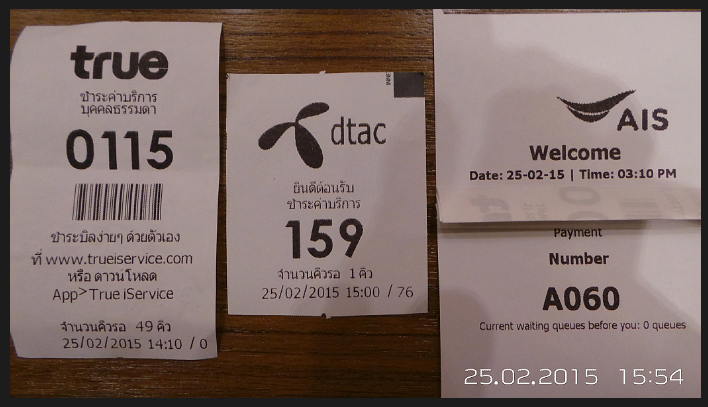 true
ชำระค่าบริการ
บุคคลธรรมดา
0115
ชำระบิลง่ายๆ ด้วยตัวเอง
ที่ www.trueiservice.com
หรือ ดาวน์โหลด
App>True iService
จำนวนคิวรอ 49 คิว
25/02/2015 14:10 / 0
dtac
ยินดีต้อนรับ
ชำระค่าบริการ
159
จำนวนคิวรอ 1 คิว
25/02/2015 15:00 / 76
AIS
Welcome
Date: 25-02-15 | Time: 03:10 PM
Payment
Number
A060
Current waiting queues before you: 0 queues
25.02.2015 15:54